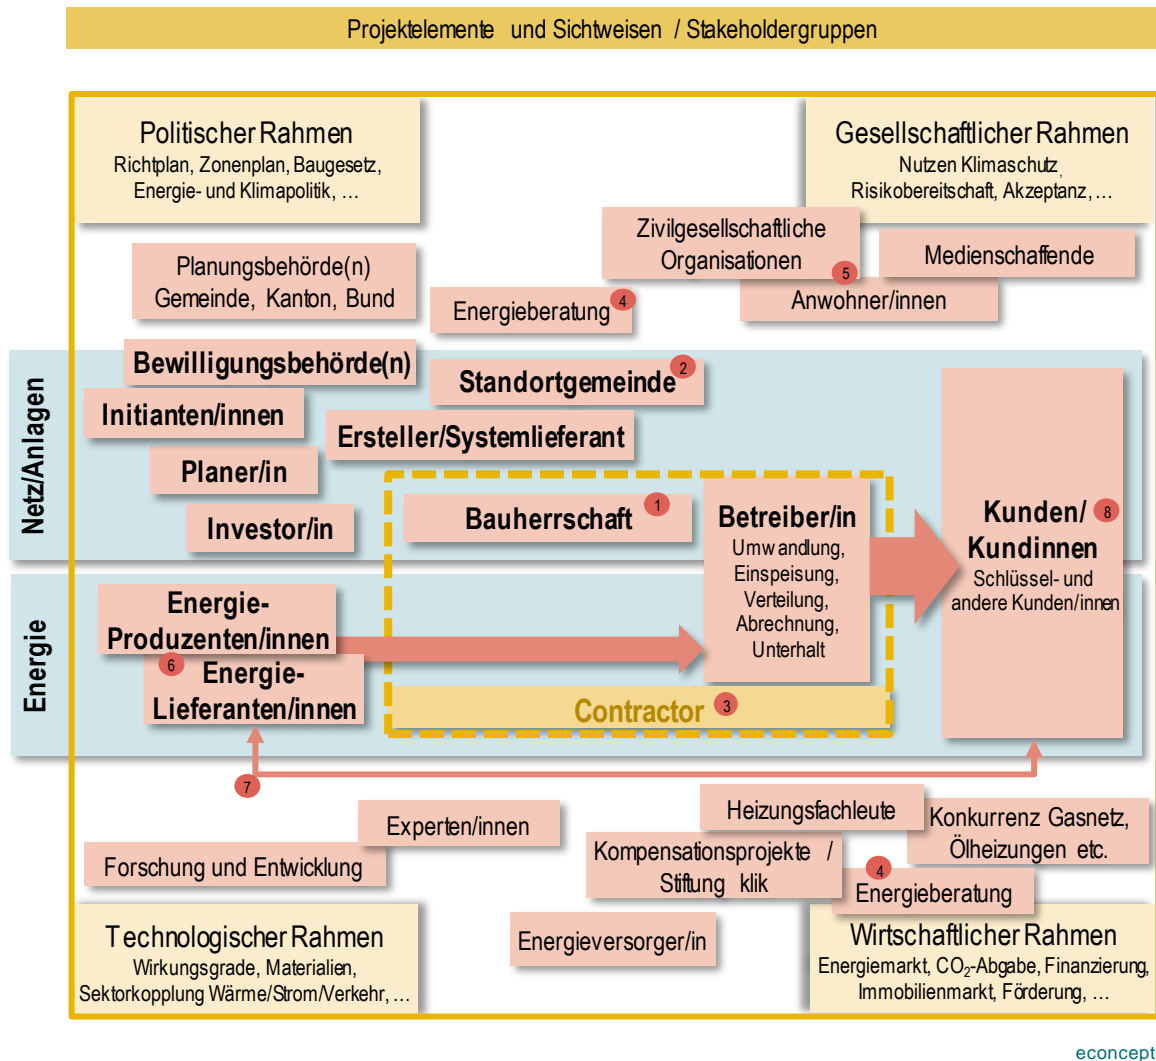 Projektelemente und Sichtweisen / Stakeholdergruppen
Politischer Rahmen
Richtplan, Zonenplan, Baugesetz,
Energie- und Klimapolitik, …
Gesellschaftlicher Rahmen
Nutzen Klimaschutz,
Risikobereitschaft, Akzeptanz, …
Planungsbehörde(n)
Gemeinde, Kanton, Bund
Energieberatung
4
Zivilgesellschaftliche
Organisationen
5
Medienschaffende
Anwohner/innen
Netz/Anlagen
Bewilligungsbehörde(n)
Initianten/innen
Standortgemeinde
2
Ersteller/Systemlieferant
Planer/in
Investor/in
Bauherrschaft
1
Betreiber/in
Umwandlung,
Einspeisung,
Verteilung,
Abrechnung,
Unterhalt
Kunden/
8
Kundinnen
Schlüssel- und
andere Kunden/innen
Energie
Energie-
Produzenten/innen
6
Energie-
Lieferanten/innen
Contractor
3
7
Experten/innen
Forschung und Entwicklung
Heizungsfachleute
Konkurrenz Gasnetz,
Ölheizungen etc.
Kompensationsprojekte /
Stiftung klik
4
Energieberatung
Energieversorger/in
Technologischer Rahmen
Wirkungsgrade, Materialien,
Sektorkopplung Wärme/Strom/Verkehr, …
Wirtschaftlicher Rahmen
Energiemarkt, CO₂-Abgabe, Finanzierung,
Immobilienmarkt, Förderung, …
econcept